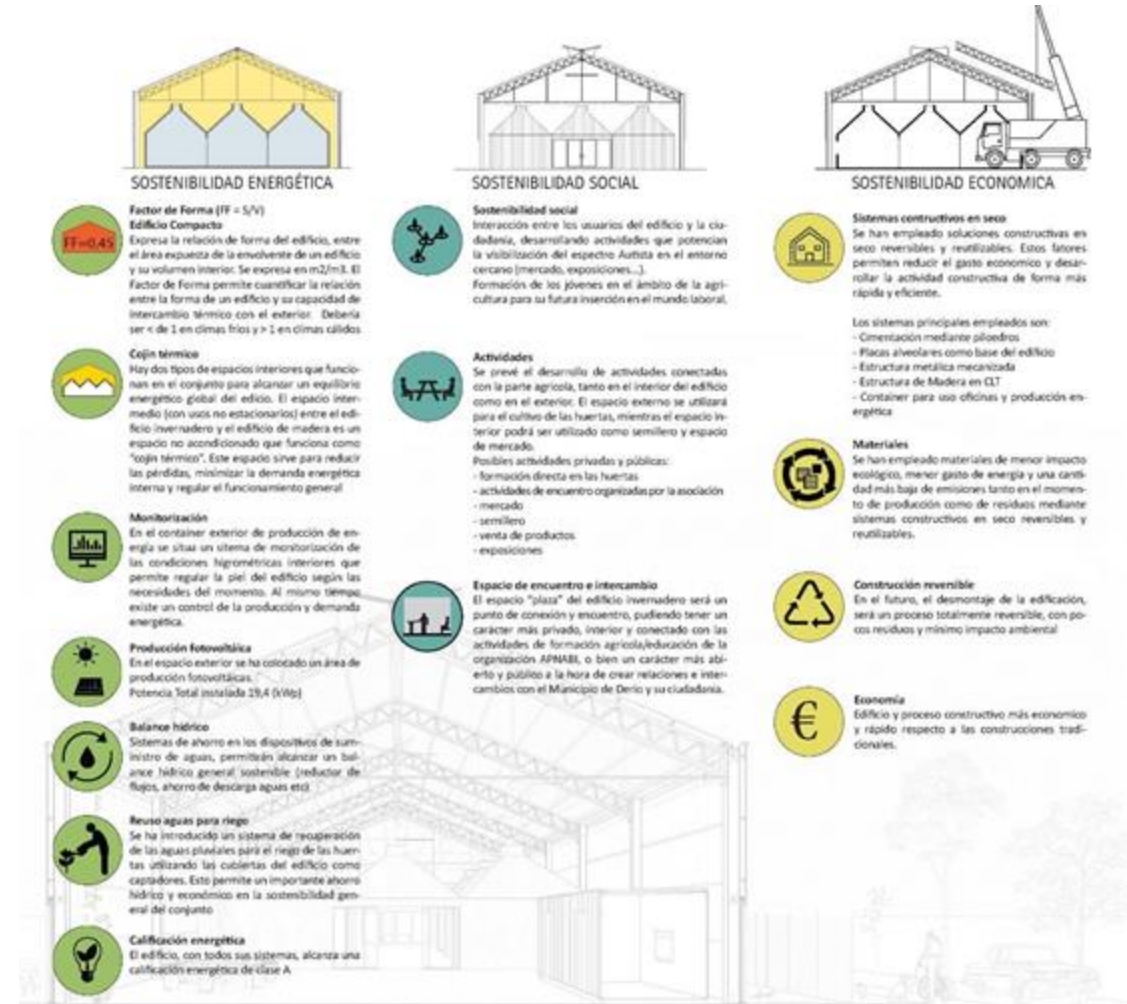 SOSTENIBILIDAD ENERGÉTICA
Factor de Forma (FF = S/V)
Edificio Compacto
FF=0,45
Expresa la relación de forma del edificio, entre
el área expuesta de la envolvente de un edificio
y su volumen interior. Se expresa en m2/m3. El
Factor de Forma permite cuantificar la relación
entre la forma de un edificio y su capacidad de
intercambio térmico con el exterior. Debería
ser < de 1 en climas fríos y > 1 en climas cálidos
Cojin térmico
Hay dos tipos de espacios interiores que funcio-
nan en el conjunto para alcanzar un equilibrio
energético global del edicio. El espacio inter-
medio (con usos no estacionarios) entre el edi-
ficio invernadero y el edificio de madera es un
espacio no acondicionado que funciona como
"cojin térmico". Este espacio sirve para reducir
las pérdidas, minimizar la demanda energética
interna y regular el funcionamiento general
Monitorización
En el container exterior de producción de en-
ergía se situa un sitema de monitorización de
las condiciones higrométricas interiores que
permite regular la piel del edificio según las
necesidades del momento. Al mismo tiempo
existe un control de la producción y demanda
energética.
Producción fotovoltáica
En el espacio exterior se ha colocado un área de
producción fotovoltáicas.
Potencia Total instalada 19,4 (kWp)
Balance hídrico
Sistemas de ahorro en los dispositivos de sum-
inistro de aguas, permitirán alcanzar un bal-
ance hídrico general sostenible (reductor de
flujos, ahorro de descarga aguas etc)
Reuso aguas para riego
Se ha introducido un sistema de recuperación
de las aguas pluviales para el riego de las huer-
tas utilizando las cubiertas del edificio como
captadores. Esto permite un importante ahorro
hídrico y económico en la sostenibilidad gen-
eral del conjunto
Calificación energética
El edificio, con todos sus sistemas, alcanza una
calificación energética de clase A
SOSTENIBILIDAD SOCIAL
Sostenibilidad social
Interacción entre los usuarios del edificio y la ciu-
dadanía, desarrollando actividades que potencian
la visibilización del espectro Autista en el entorno
cercano (mercado, exposiciones...).
Formación de los jóvenes en el ámbito de la agri-
cultura para su futura inserción en el mundo laboral.
Actividades
Se prevé el desarrollo de actividades conectadas
con la parte agricola, tanto en el interior del edificio
como en el exterior. El espacio externo se utilizará
para el cultivo de las huertas, mientras el espacio in-
terior podrá ser utilizado como semillero y espacio
de mercado.
Posibles actividades privadas y públicas:
- formación directa en las huertas
- actividades de encuentro organizadas por la asociación
- mercado
- semillero
- venta de productos.
- exposiciones
Espacio de encuentro e intercambio
El espacio "plaza" del edificio invernadero será un
punto de conexión y encuentro, pudiendo tener un
carácter más privado, interior y conectado con las
actividades de formación agricola/educación de la
organización APNABI, o bien un carácter más abi-
erto y público a la hora de crear relaciones e inter-
cambios con el Municipio de Derio y su ciudadanía.
SOSTENIBILIDAD ECONOMICA
Sistemas contructivos en seco
Se han empleado soluciones constructivas en
seco reversibles y reutilizables. Estos fatores
permiten reducir el gasto economico y desar-
rollar la actividad constructiva de forma más
rápida y eficiente.
Los sistemas principales empleados son:
- Cimentación mediante piloedros
- Placas alveolares como base del edificio
- Estructura metálica mecanizada
- Estructura de Madera en CLT
- Container para uso oficinas y producción en-
ergética
Materiales
Se han empleado materiales de menor impacto
ecológico, menor gasto de energía y una canti-
dad más baja de emisiones tanto en el momen-
to de producción como de residuos mediante
sistemas constructivos en seco reversibles y
reutilizables.
Construcción reversible
En el futuro, el desmontaje de la edificación,
será un proceso totalmente reversible, con po-
cos residuos y mínimo impacto ambiental
€
Economía
Edificio y proceso constructivo más economico
y rápido respecto a las construcciones tradi-
cionales.